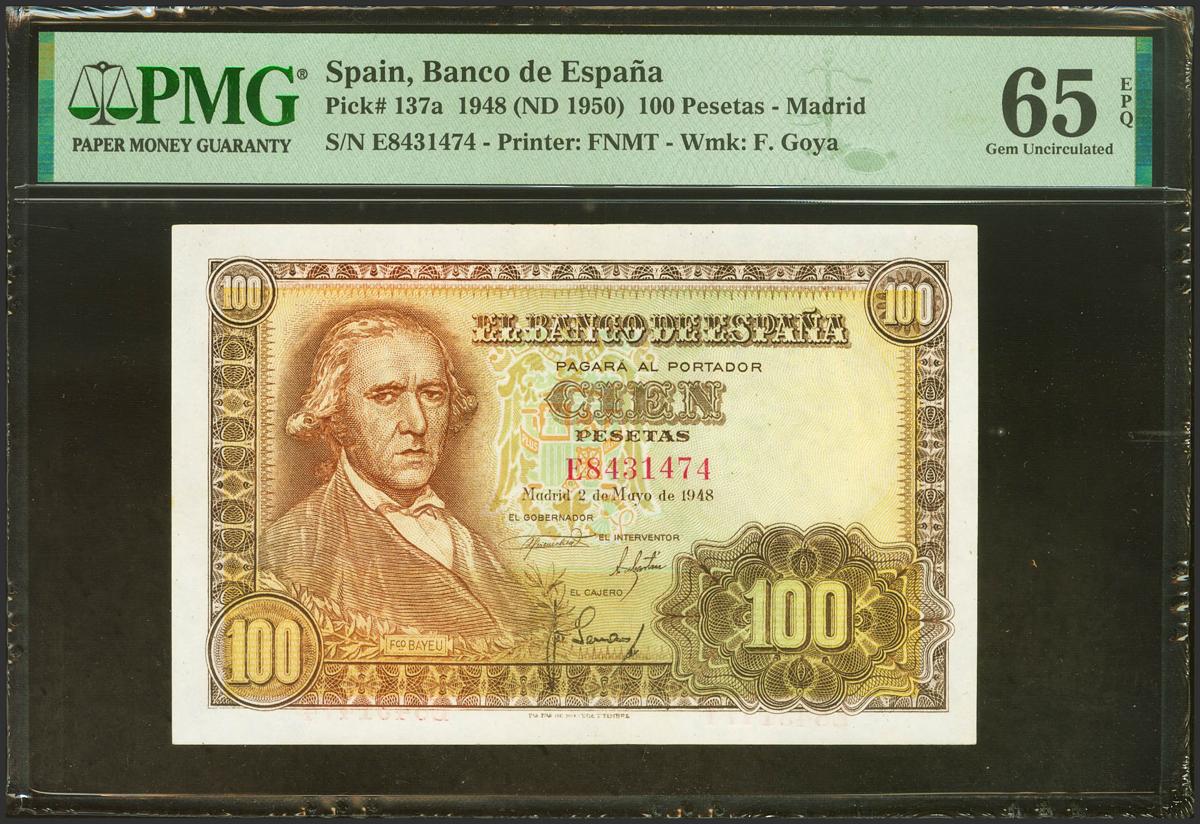 PMG®
PAPER MONEY GUARANTY
Spain, Banco de España
Pick# 137a 1948 (ND 1950) 100 Pesetas - Madrid
S/N E8431474 - Printer: FNMT - Wmk: F. Goya
65 EPQ
Gem Uncirculated
100
100
EL BANCO DE ESPAÑA
PAGARÁ AL PORTADOR
CIEN
PESETAS
E8431474
Madrid 2 de Mayo de 1948
EL GOBERNADOR
EL INTERVENTOR
EL CAJERO
100
FCO BAYEU
100